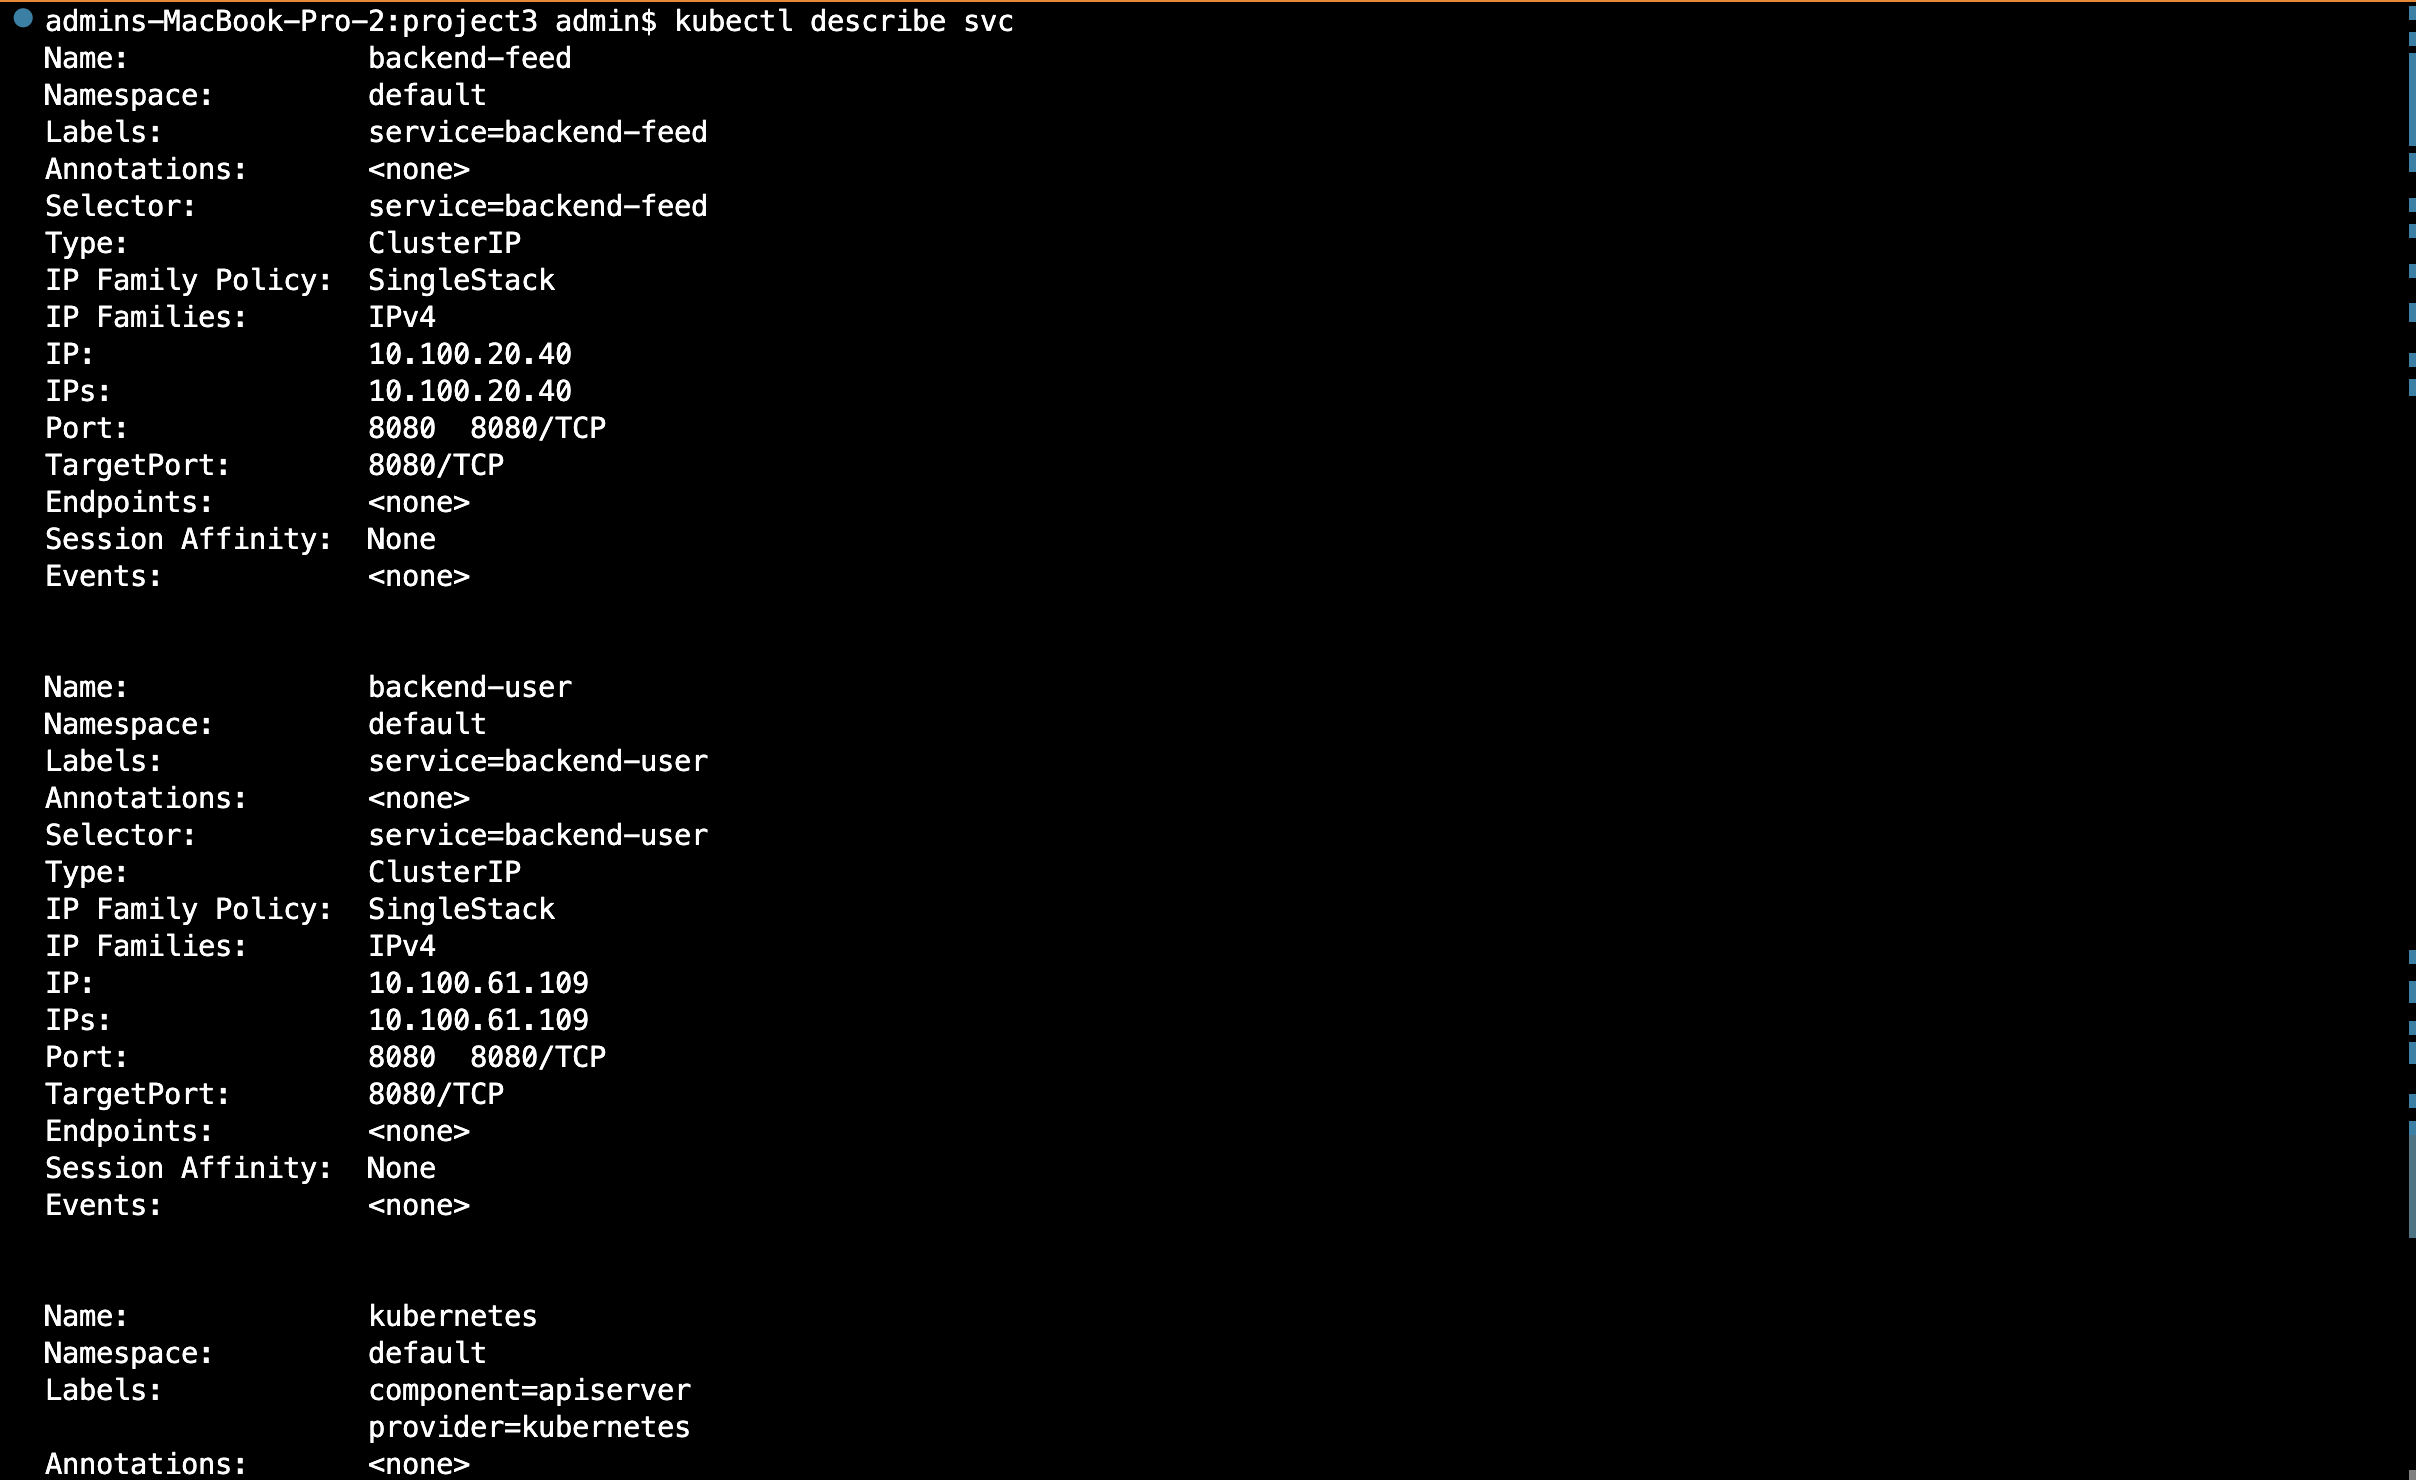 admins-MacBook-Pro-2:project3 admin$ kubectl describe svc
Name:              backend-feed
Namespace:         default
Labels:            service=backend-feed
Annotations:       <none>
Selector:          service=backend-feed
Type:              ClusterIP
IP Family Policy:  SingleStack
IP Families:       IPv4
IP:                10.100.20.40
IPs:               10.100.20.40
Port:              8080  8080/TCP
TargetPort:        8080/TCP
Endpoints:         <none>
Session Affinity:  None
Events:            <none>
Name:              backend-user
Namespace:         default
Labels:            service=backend-user
Annotations:       <none>
Selector:          service=backend-user
Type:              ClusterIP
IP Family Policy:  SingleStack
IP Families:       IPv4
IP:                10.100.61.109
IPs:               10.100.61.109
Port:              8080  8080/TCP
TargetPort:        8080/TCP
Endpoints:         <none>
Session Affinity:  None
Events:            <none>
Name:              kubernetes
Namespace:         default
Labels:            component=apiserver
                   provider=kubernetes
Annotations:       <none>